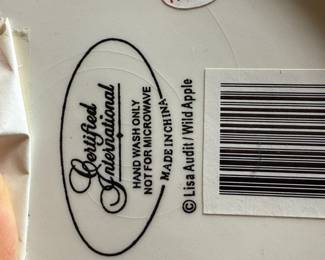 Certified
International
HAND WASH ONLY
NOT FOR MICROWAVE
MADE IN CHINA
© Lisa Audit / Wild Apple